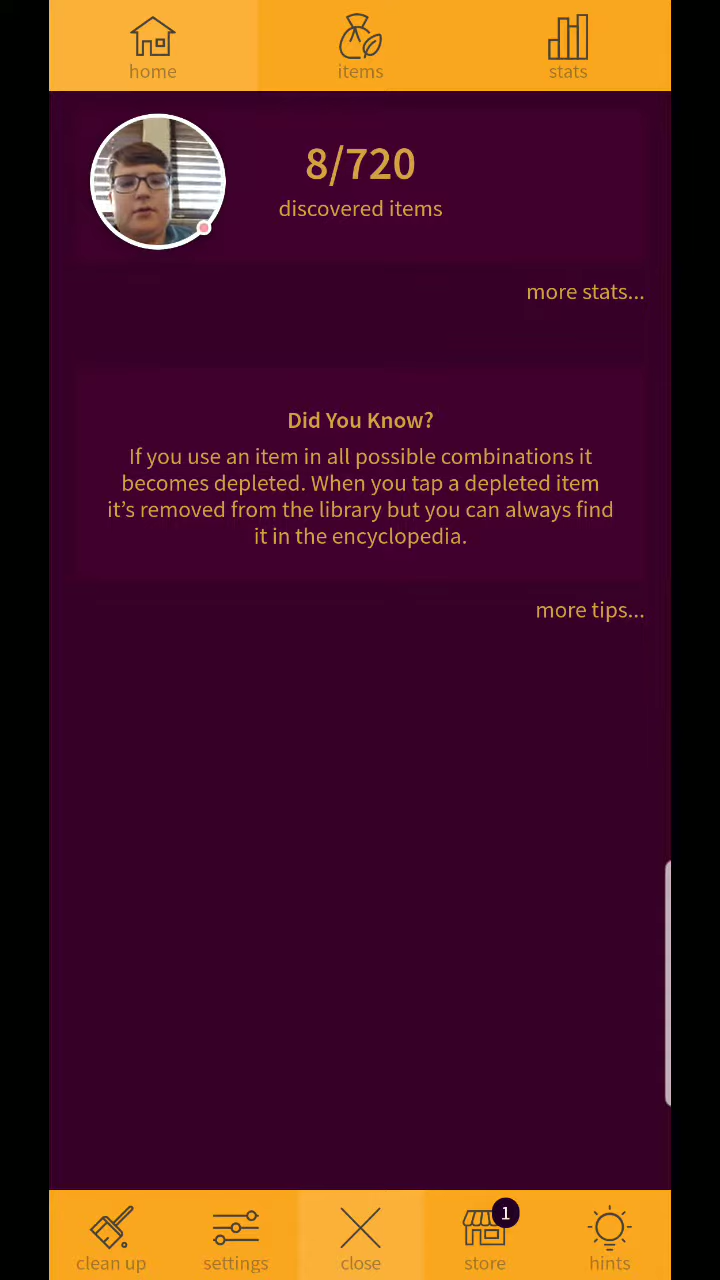 home
items
stats
8/720
discovered items
more stats...
Did You Know?
If you use an item in all possible combinations it
becomes depleted. When you tap a depleted item
it’s removed from the library but you can always find
it in the encyclopedia.
more tips...
1
clean up
settings
close
store
hints